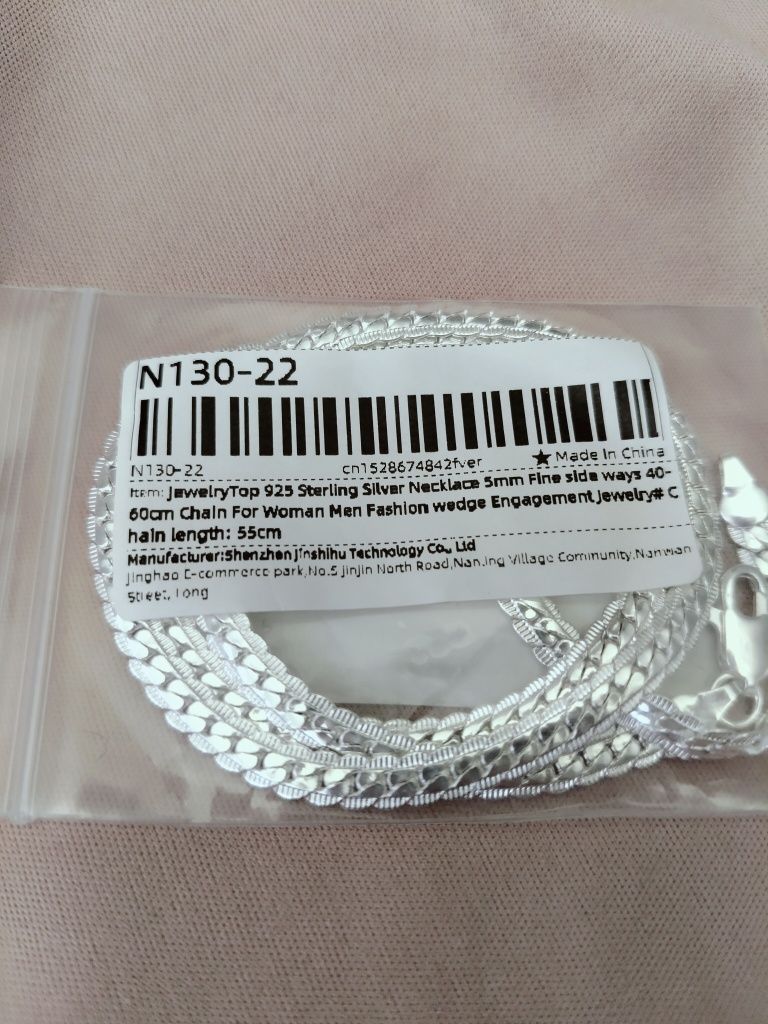 N130-22
N130-22 cn1528674842fver ★ Made In China
Item: JewelryTop 925 Sterling Silver Necklace 5mm Fine side ways 40-
60cm Chain For Woman Men Fashion wedge Engagement Jewelry# C
hain length: 55cm
Manufacturer:Shenzhen Jinshihu Technology Co., Ltd
Jinghao E-commerce park,No.5 Jinjin North Road,NanJing Village Community,Nanwan
Street, Long